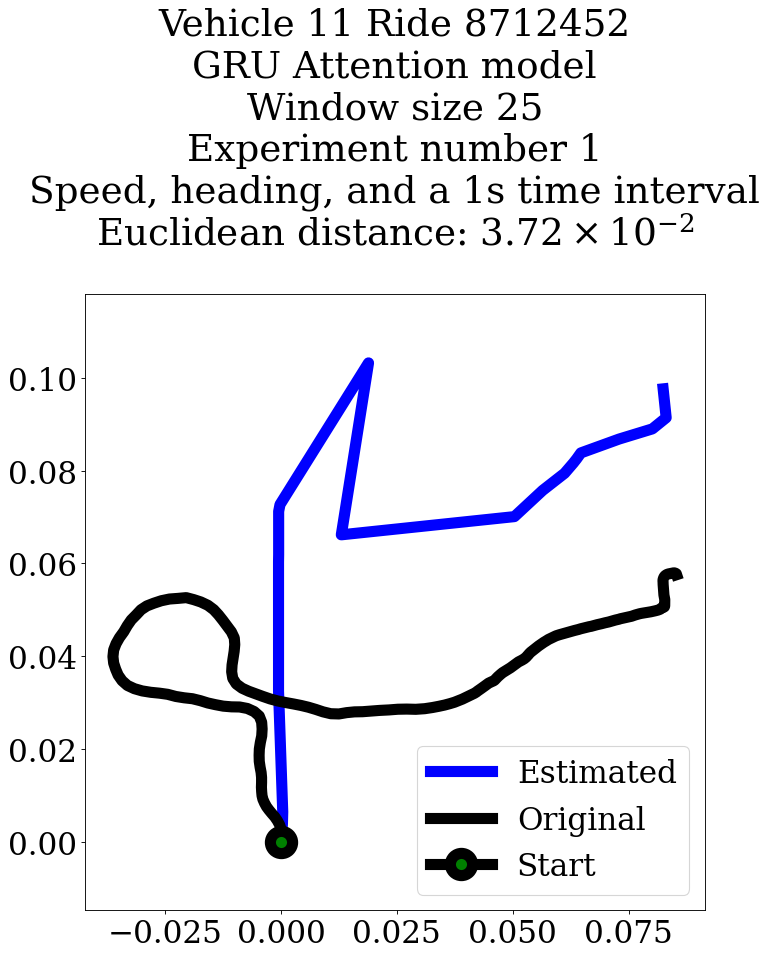 Vehicle 11 Ride 8712452
GRU Attention model
Window size 25
Experiment number 1
Speed, heading, and a 1s time interval
Euclidean distance: 3.72 × 10⁻²
0.10
0.08
0.06
0.04
0.02
0.00
Estimated
Original
Start
−0.025 0.000 0.025 0.050 0.075